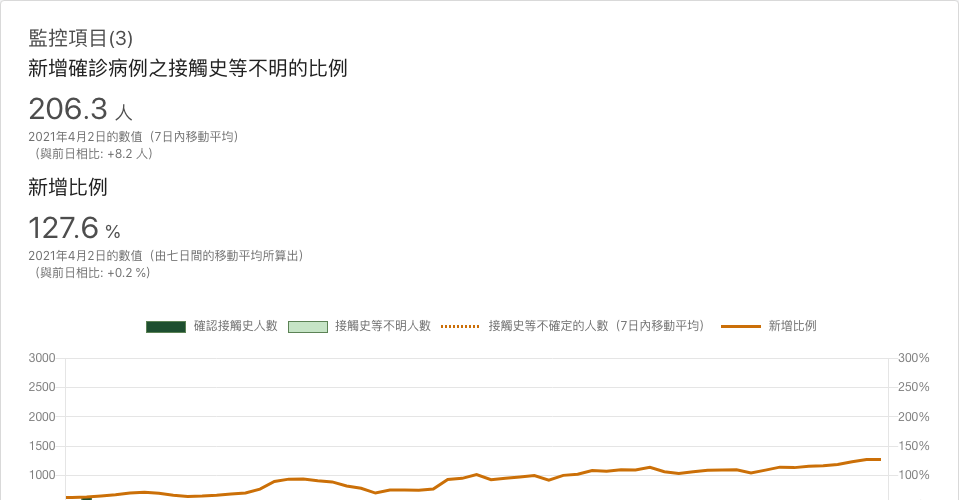 監控項目(3)
新增確診病例之接觸史等不明的比例
206.3 人
2021年4月2日的數值（7日內移動平均）
（與前日相比: +8.2 人）
新增比例
127.6 %
2021年4月2日的數值（由七日間的移動平均所算出）
（與前日相比: +0.2 %）
確認接觸史人數 接觸史等不明人數 接觸史等不確定的人數（7日內移動平均） 新增比例
3000 300%
2500 250%
2000 200%
1500 150%
1000 100%